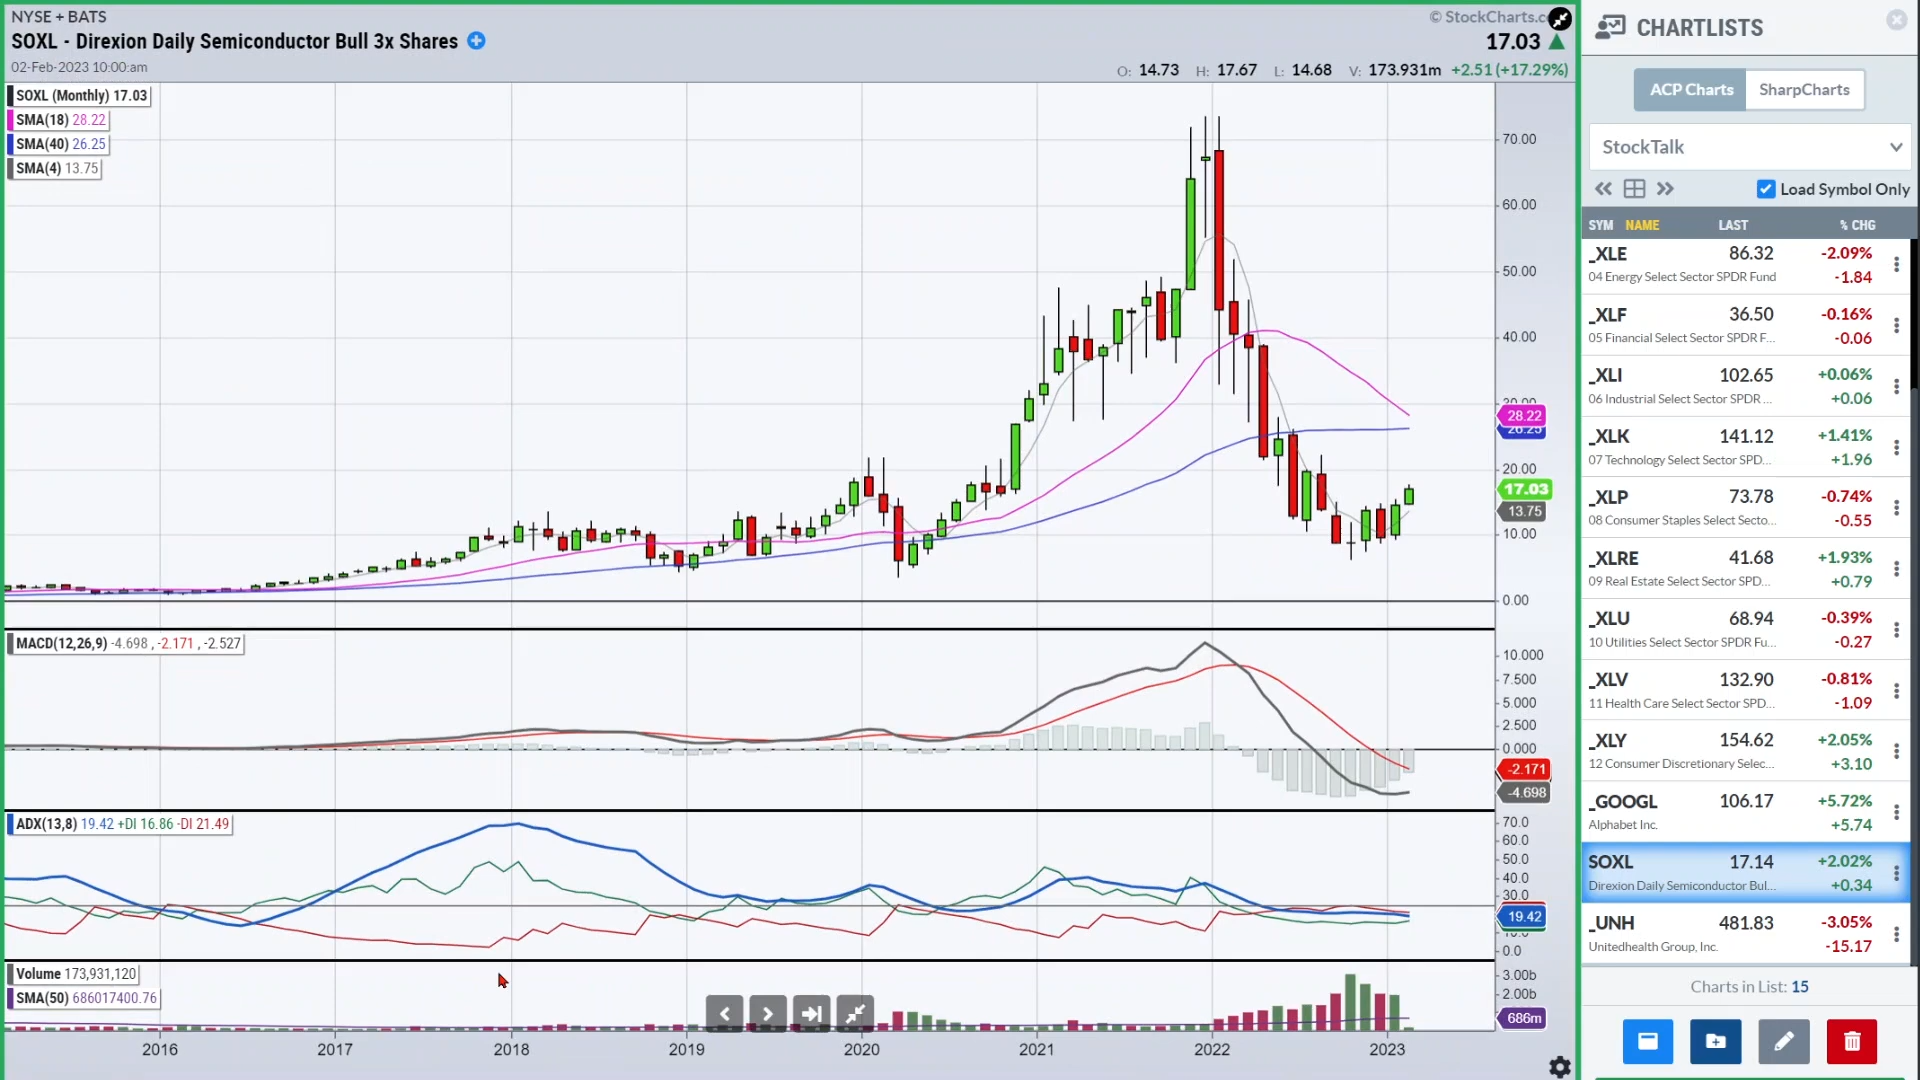 NYSE + BATS
© StockCharts.c
SOXL - Direxion Daily Semiconductor Bull 3x Shares
17.03
02-Feb-2023 10:00am
O: 14.73 H: 17.67 L: 14.68 V: 173.931m +2.51 (+17.29%)
SOXL (Monthly) 17.03
SMA(18) 28.22
SMA(40) 26.25
SMA(4) 13.75
70.00
60.00
50.00
40.00
30.00
28.22
26.25
20.00
17.03
13.75
10.00
0.00
MACD(12,26,9) -4.698 , -2.171 , -2.527
10.000
7.500
5.000
2.500
0.000
-2.171
-4.698
ADX(13,8) 19.42 +DI 16.86 -DI 21.49
70.0
60.0
50.0
40.0
30.0
19.42
10.0
0.0
Volume 173,931,120
SMA(50) 686017400.76
3.00b
2.00b
686m
2016 2017 2018 2019 2020 2021 2022 2023
CHARTLISTS
ACP Charts SharpCharts
StockTalk
Load Symbol Only
SYM NAME LAST % CHG
_XLE 86.32 -2.09%
04 Energy Select Sector SPDR Fund -1.84
_XLF 36.50 -0.16%
05 Financial Select Sector SPDR F... -0.06
_XLI 102.65 +0.06%
06 Industrial Select Sector SPDR ... +0.06
_XLK 141.12 +1.41%
07 Technology Select Sector SPD... +1.96
_XLP 73.78 -0.74%
08 Consumer Staples Select Secto... -0.55
_XLRE 41.68 +1.93%
09 Real Estate Select Sector SPD... +0.79
_XLU 68.94 -0.39%
10 Utilities Select Sector SPDR Fu... -0.27
_XLV 132.90 -0.81%
11 Health Care Select Sector SPD... -1.09
_XLY 154.62 +2.05%
12 Consumer Discretionary Selec... +3.10
_GOOGL 106.17 +5.72%
Alphabet Inc. +5.74
SOXL 17.14 +2.02%
Direxion Daily Semiconductor Bul... +0.34
_UNH 481.83 -3.05%
Unitedhealth Group, Inc. -15.17
Charts in List: 15